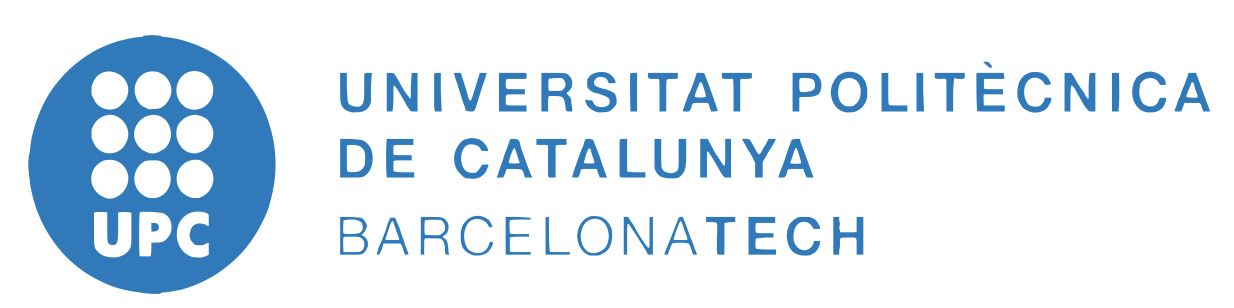 UPC
UNIVERSITAT POLITÈCNICA
DE CATALUNYA
BARCELONATECH